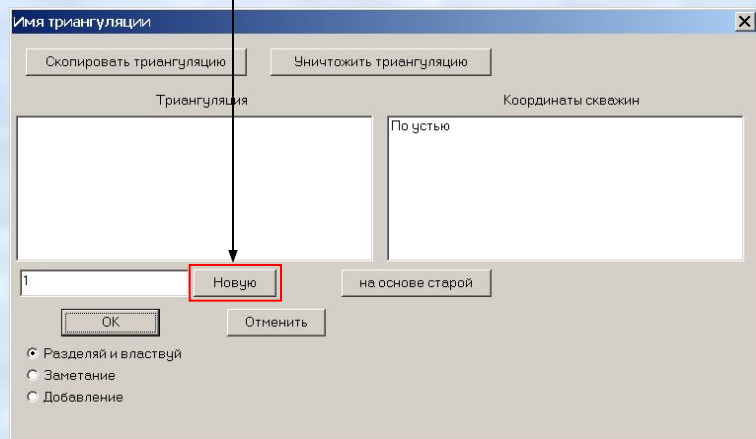 Имя триангуляции
Скопировать триангуляцию Уничтожить триангуляцию
Триангуляция Координаты скважин
По устью
1 Новую на основе старой
OK Отменить
Разделяй и властвуй
Заметание
Добавление